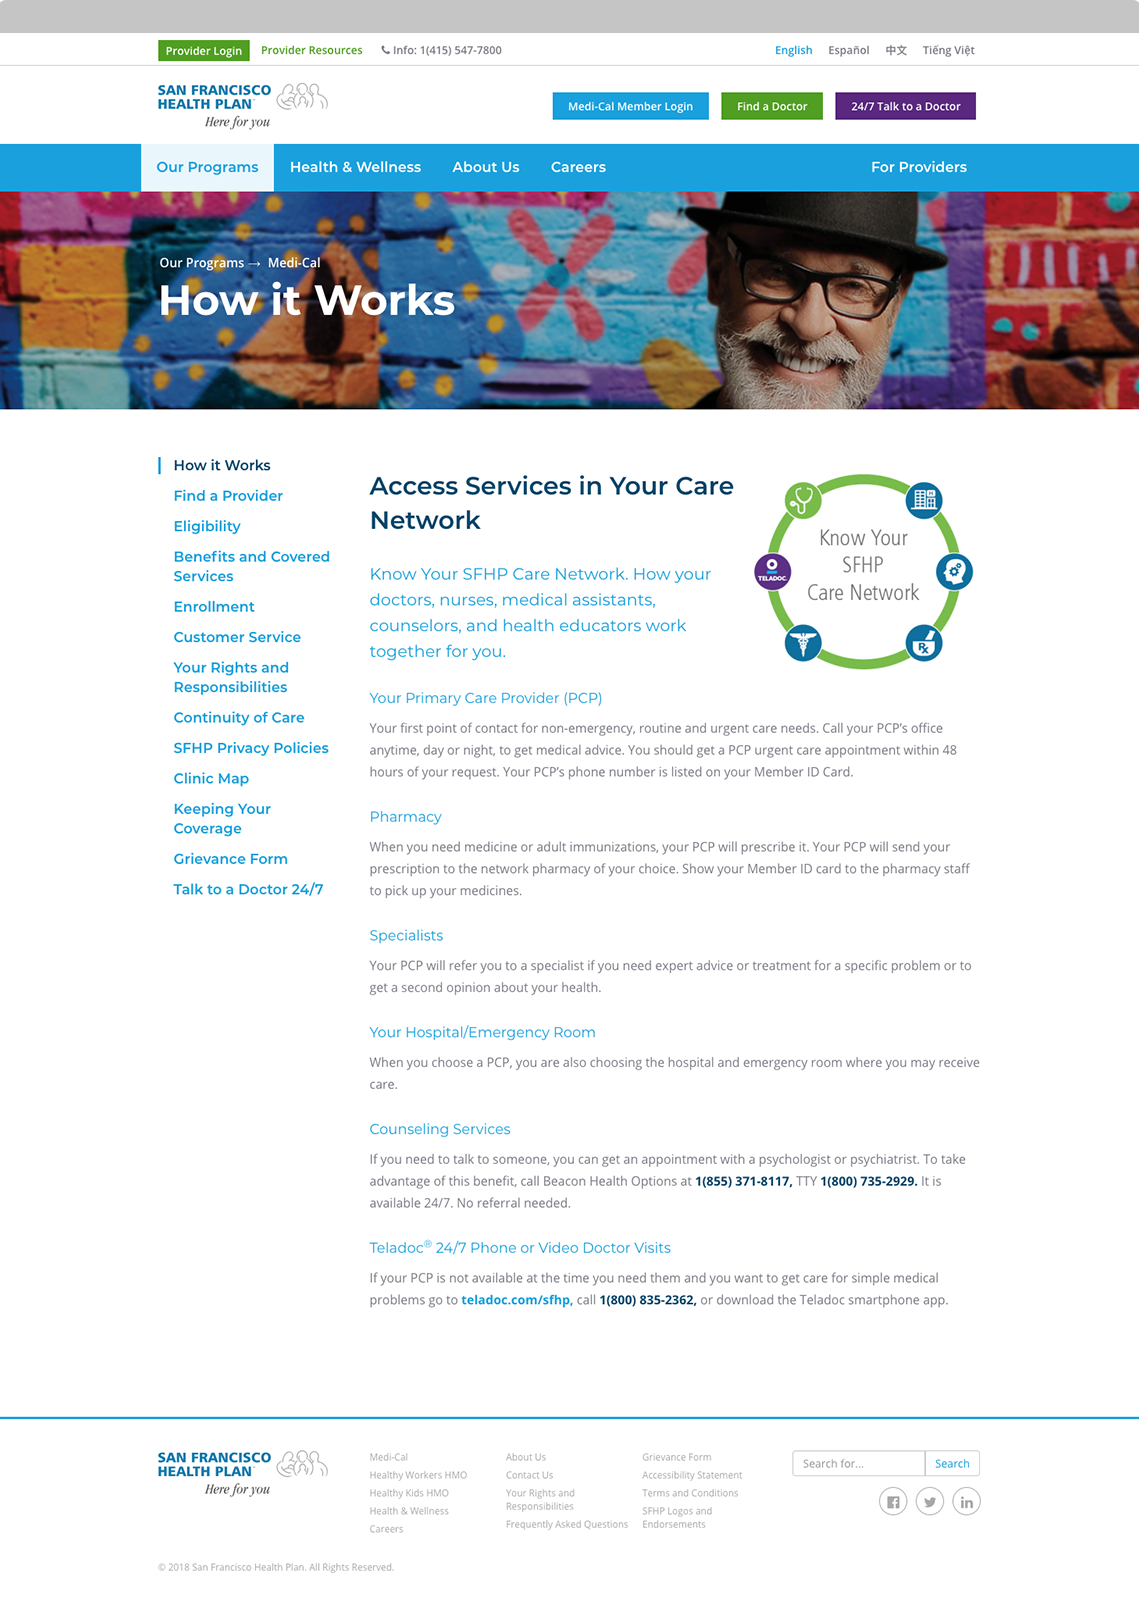 Provider Login Provider Resources Info: 1(415) 547-7800 English Español 中文 Tiếng Việt
SAN FRANCISCO
HEALTH PLAN
Here for you
Medi-Cal Member Login Find a Doctor 24/7 Talk to a Doctor
Our Programs Health & Wellness About Us Careers For Providers
Our Programs → Medi-Cal
How it Works
How it Works
Find a Provider
Eligibility
Benefits and Covered
Services
Enrollment
Customer Service
Your Rights and
Responsibilities
Continuity of Care
SFHP Privacy Policies
Clinic Map
Keeping Your
Coverage
Grievance Form
Talk to a Doctor 24/7
Access Services in Your Care
Network
Know Your SFHP Care Network. How your
doctors, nurses, medical assistants,
counselors, and health educators work
together for you.
Know Your
SFHP
Care Network
TELADOC.
Rx
Your Primary Care Provider (PCP)
Your first point of contact for non-emergency, routine and urgent care needs. Call your PCP's office
anytime, day or night, to get medical advice. You should get a PCP urgent care appointment within 48
hours of your request. Your PCP's phone number is listed on your Member ID Card.
Pharmacy
When you need medicine or adult immunizations, your PCP will prescribe it. Your PCP will send your
prescription to the network pharmacy of your choice. Show your Member ID card to the pharmacy staff
to pick up your medicines.
Specialists
Your PCP will refer you to a specialist if you need expert advice or treatment for a specific problem or to
get a second opinion about your health.
Your Hospital/Emergency Room
When you choose a PCP, you are also choosing the hospital and emergency room where you may receive
care.
Counseling Services
If you need to talk to someone, you can get an appointment with a psychologist or psychiatrist. To take
advantage of this benefit, call Beacon Health Options at 1(855) 371-8117, TTY 1(800) 735-2929. It is
available 24/7. No referral needed.
Teladoc® 24/7 Phone or Video Doctor Visits
If your PCP is not available at the time you need them and you want to get care for simple medical
problems go to teladoc.com/sfhp, call 1(800) 835-2362, or download the Teladoc smartphone app.
SAN FRANCISCO
HEALTH PLAN
Here for you
Medi-Cal
Healthy Workers HMO
Healthy Kids HMO
Health & Wellness
Careers
About Us
Contact Us
Your Rights and
Responsibilities
Frequently Asked Questions
Grievance Form
Accessibility Statement
Terms and Conditions
SFHP Logos and
Endorsements
Search for... Search
© 2018 San Francisco Health Plan. All Rights Reserved.